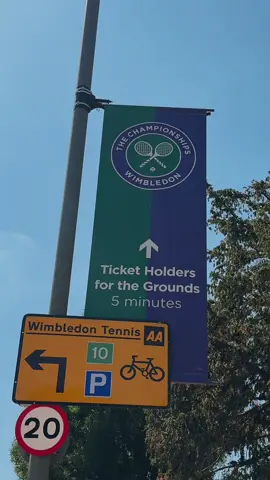 THE CHAMPIONSHIPS
WIMBLEDON
Ticket Holders
for the Grounds
5 minutes
Wimbledon Tennis AA
10
P
20